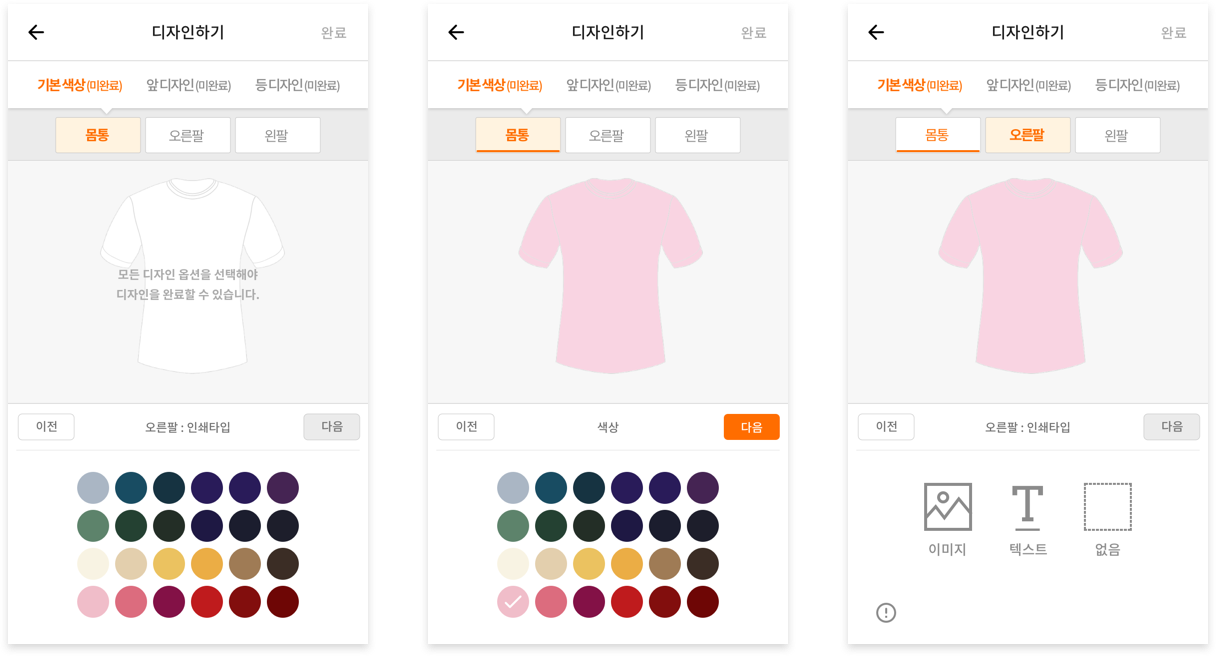 디자인하기 완료
기본색상(미완료) 앞디자인(미완료) 등디자인(미완료)
몸통 오른팔 왼팔
모든 디자인 옵션을 선택해야
디자인을 완료할 수 있습니다.
이전 오른팔 : 인쇄타입 다음
디자인하기 완료
기본색상(미완료) 앞디자인(미완료) 등디자인(미완료)
몸통 오른팔 왼팔
이전 색상 다음
디자인하기 완료
기본색상(미완료) 앞디자인(미완료) 등디자인(미완료)
몸통 오른팔 왼팔
이전 오른팔 : 인쇄타입 다음
이미지 텍스트 없음